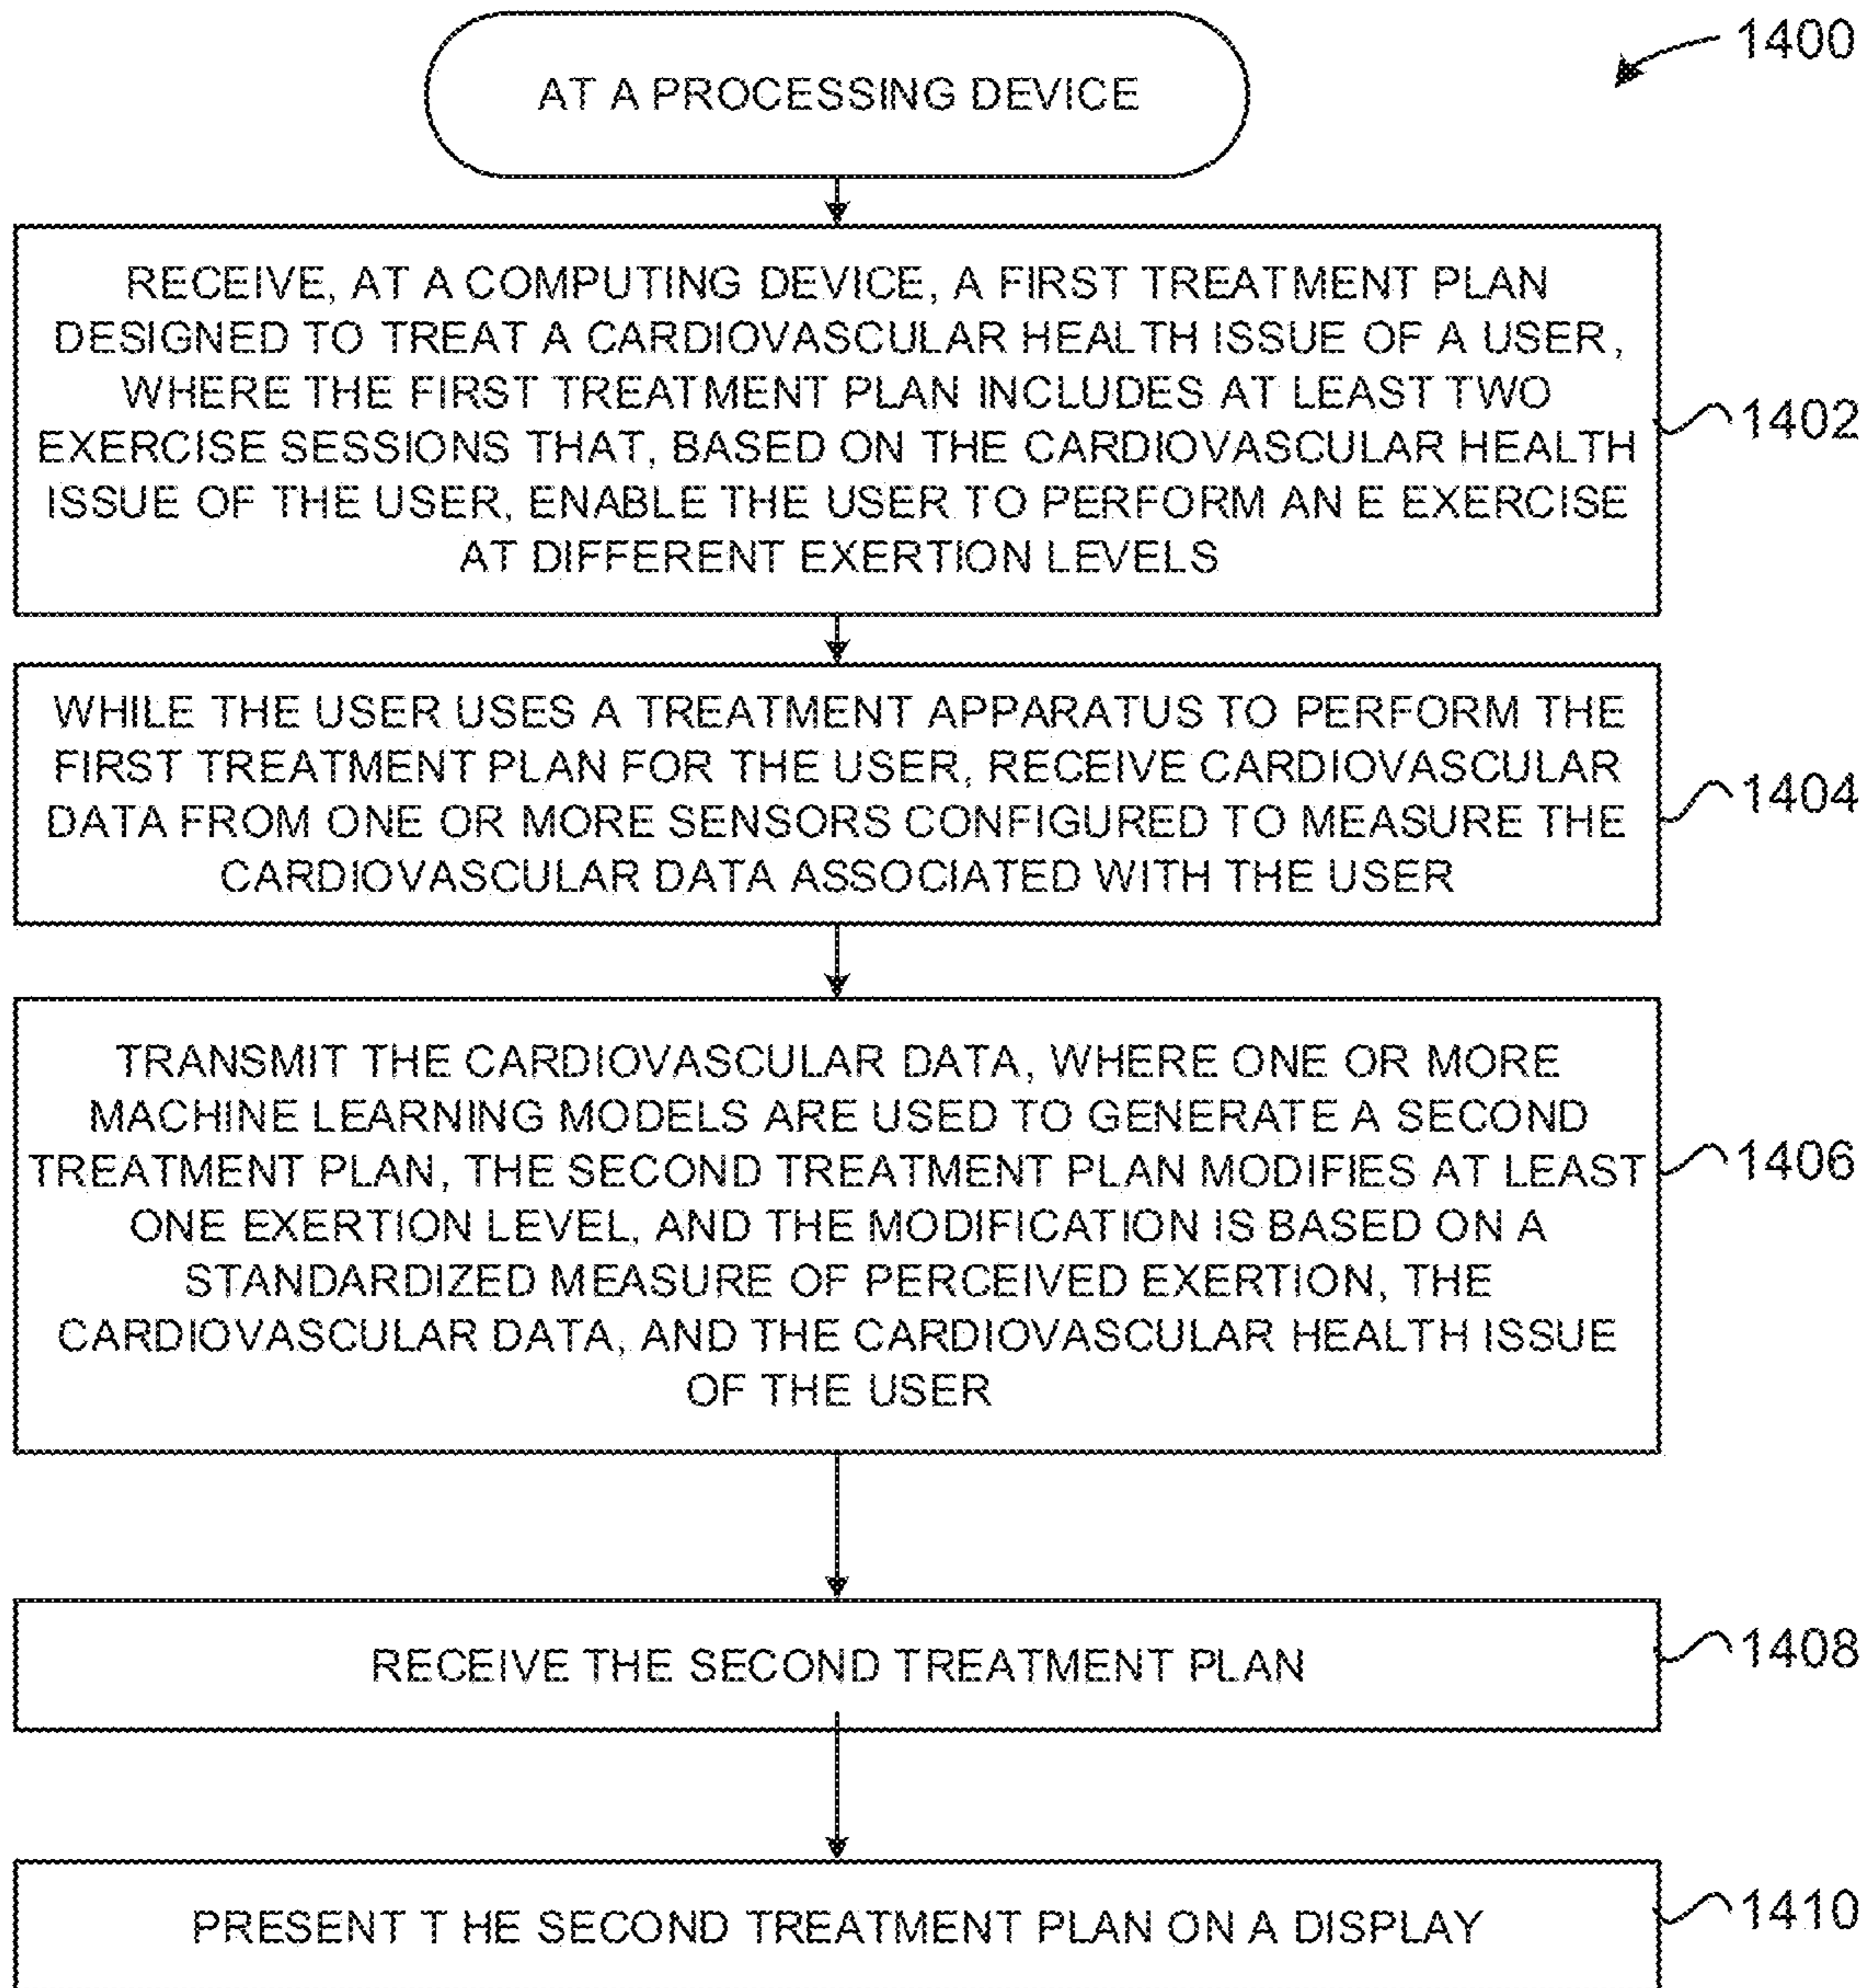 1400
AT A PROCESSING DEVICE
RECEIVE, AT A COMPUTING DEVICE, A FIRST TREATMENT PLAN
DESIGNED TO TREAT A CARDIOVASCULAR HEALTH ISSUE OF A USER,
WHERE THE FIRST TREATMENT PLAN INCLUDES AT LEAST TWO
EXERCISE SESSIONS THAT, BASED ON THE CARDIOVASCULAR HEALTH
ISSUE OF THE USER, ENABLE THE USER TO PERFORM AN E EXERCISE
AT DIFFERENT EXERTION LEVELS
1402
WHILE THE USER USES A TREATMENT APPARATUS TO PERFORM THE
FIRST TREATMENT PLAN FOR THE USER, RECEIVE CARDIOVASCULAR
DATA FROM ONE OR MORE SENSORS CONFIGURED TO MEASURE THE
CARDIOVASCULAR DATA ASSOCIATED WITH THE USER
1404
TRANSMIT THE CARDIOVASCULAR DATA, WHERE ONE OR MORE
MACHINE LEARNING MODELS ARE USED TO GENERATE A SECOND
TREATMENT PLAN, THE SECOND TREATMENT PLAN MODIFIES AT LEAST
ONE EXERTION LEVEL, AND THE MODIFICATION IS BASED ON A
STANDARDIZED MEASURE OF PERCEIVED EXERTION, THE
CARDIOVASCULAR DATA, AND THE CARDIOVASCULAR HEALTH ISSUE
OF THE USER
1406
RECEIVE THE SECOND TREATMENT PLAN
1408
PRESENT T HE SECOND TREATMENT PLAN ON A DISPLAY
1410